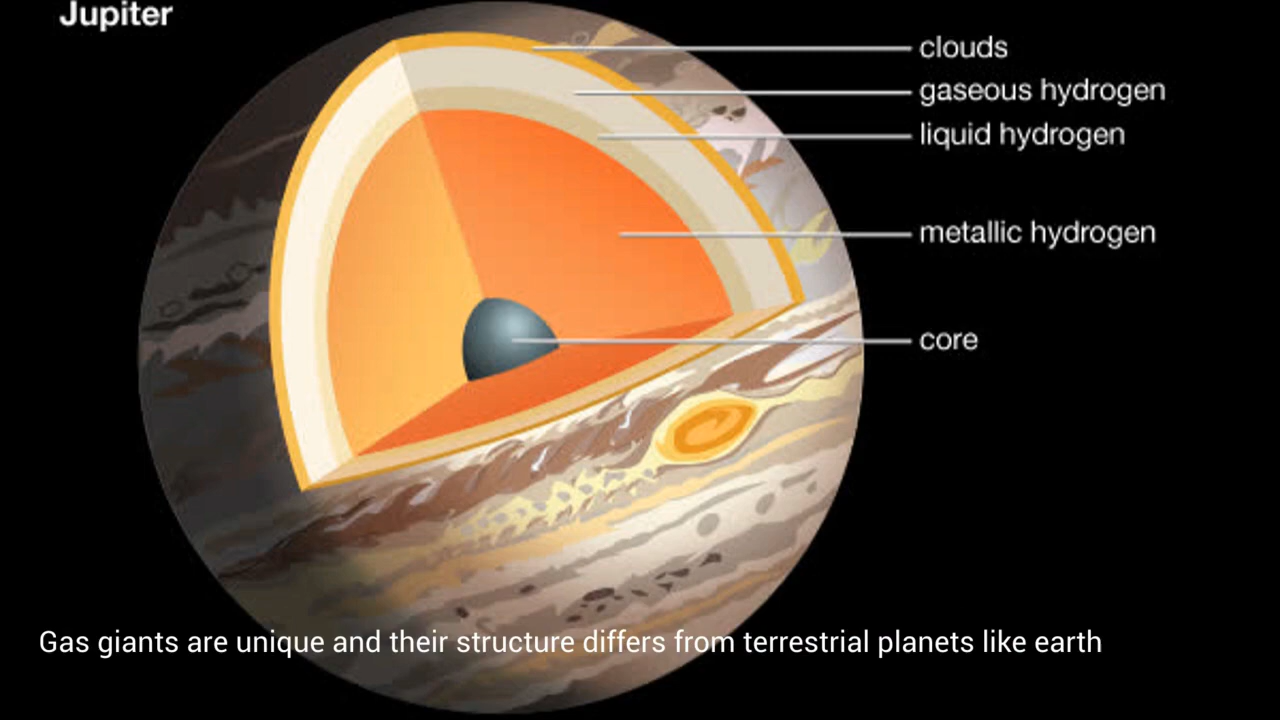 Jupiter
clouds
gaseous hydrogen
liquid hydrogen
metallic hydrogen
core
Gas giants are unique and their structure differs from terrestrial planets like earth